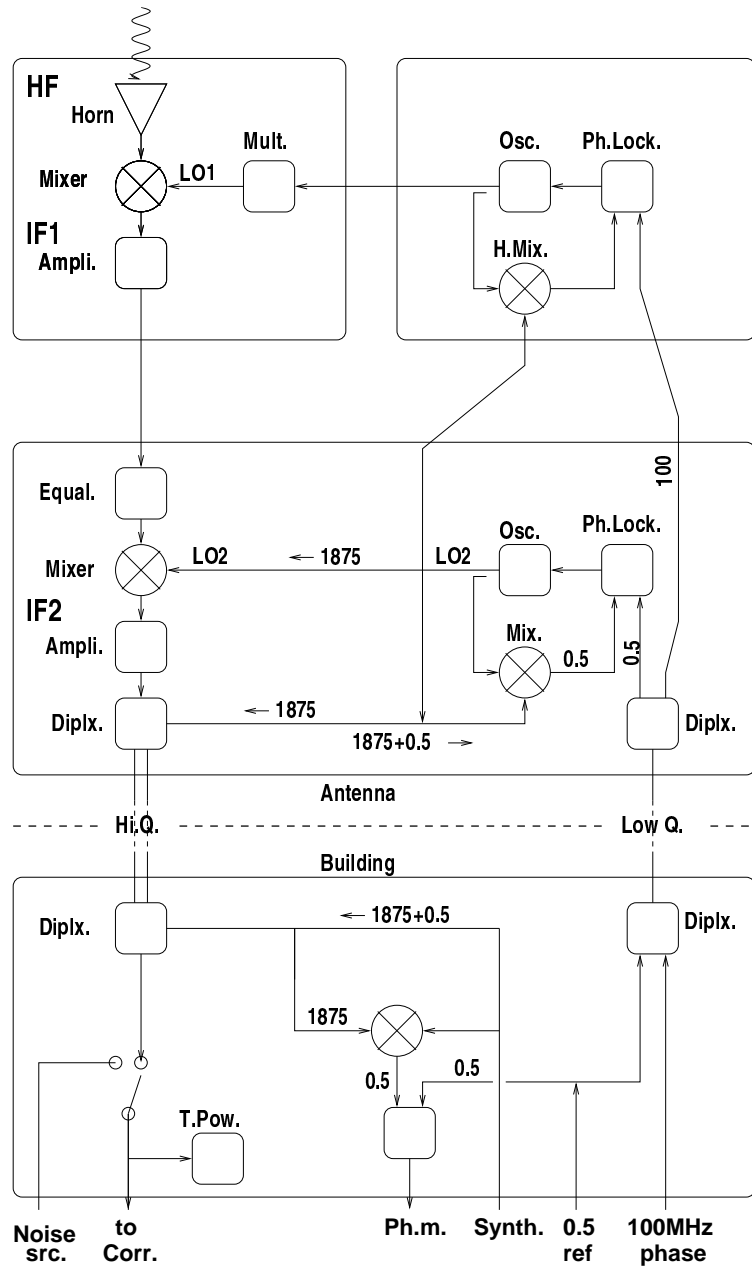 HF
Horn
Mult.
Osc.
Ph.Lock.
Mixer
LO1
IF1
Ampli.
H.Mix.
100
Equal.
Osc.
Ph.Lock.
Mixer
LO2
← 1875
LO2
IF2
Ampli.
Mix.
0.5
0.5
Diplx.
← 1875
1875+0.5 →
Diplx.
Antenna
Hi.Q.
Low Q.
Building
Diplx.
← 1875+0.5
Diplx.
1875
0.5
0.5
T.Pow.
Noise src.
to Corr.
Ph.m.
Synth.
0.5 ref
100MHz phase